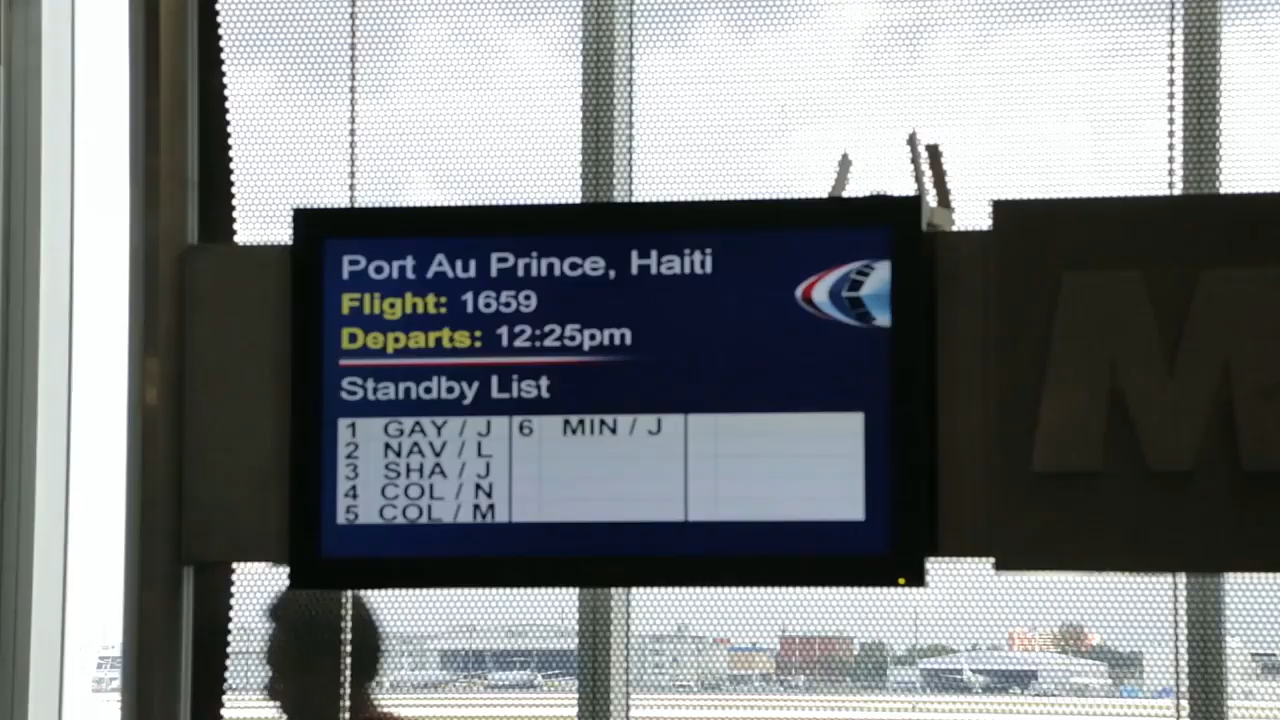 Port Au Prince, Haiti
Flight: 1659
Departs: 12:25pm
Standby List
1 GAY / J
2 NAV / L
3 SHA / J
4 COL / N
5 COL / M
6 MIN / J
M